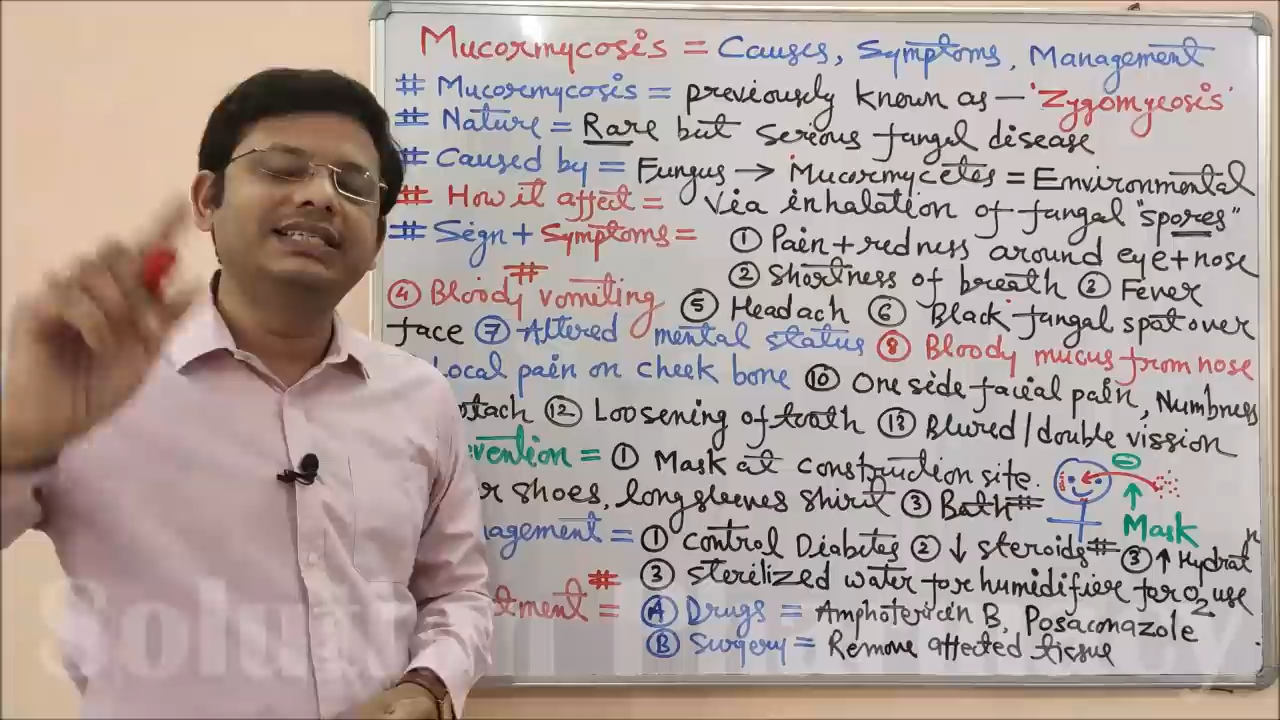 Mucormycosis = Causes, Symptoms, Management
# Mucormycosis = previously known as – 'Zygomycosis'
# Nature = Rare but serious fungal disease
# Caused by = Fungus → Mucormycetes = Environmental
# How it affect = via inhalation of fungal "spores"
# Sign + Symptoms = ① Pain + redness around eye + nose
② Shortness of breath ③ Fever
④ Bloody vomiting ⑤ Headach ⑥ Black fungal spot over
face ⑦ Altered mental status ⑧ Bloody mucus from nose
Local pain on cheek bone ⑩ One side facial pain, Numbness
⑫ Loosening of tooth ⑬ Blured / double vission
vention = ① Mask at construction site.
shoes, long sleeves shirt ③ Bath #
Mask
agement = ① control Diabetes ② ↓ steroids # ③ ↑ Hydratn
③ sterilized water for humidifier for O2 use
tment # = Ⓐ Drugs = Amphotericin B, Posaconazole
Ⓑ Surgery = Remove affected tissue